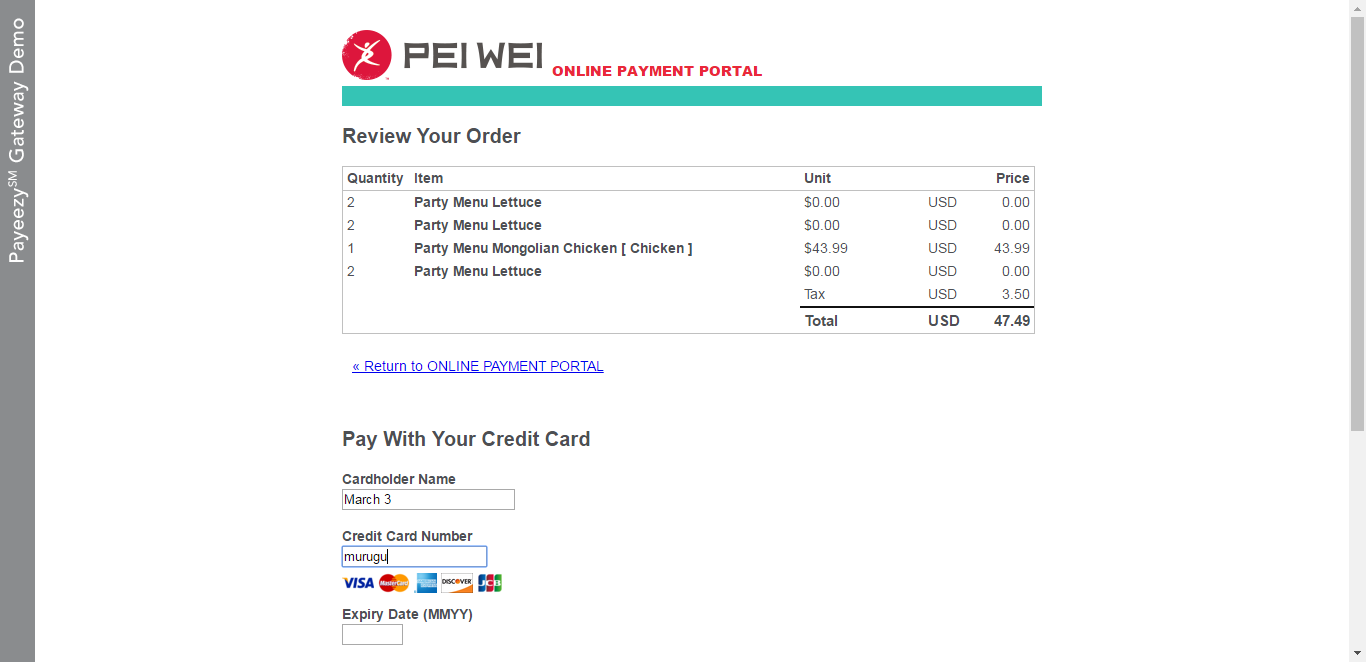 Payeezy℠ Gateway Demo
PEI WEI ONLINE PAYMENT PORTAL
Review Your Order
Quantity Item Unit Price
2 Party Menu Lettuce $0.00 USD 0.00
2 Party Menu Lettuce $0.00 USD 0.00
1 Party Menu Mongolian Chicken [ Chicken ] $43.99 USD 43.99
2 Party Menu Lettuce $0.00 USD 0.00
Tax USD 3.50
Total USD 47.49
« Return to ONLINE PAYMENT PORTAL
Pay With Your Credit Card
Cardholder Name
March 3
Credit Card Number
murugu
VISA MasterCard DISCOVER JCB
Expiry Date (MMYY)